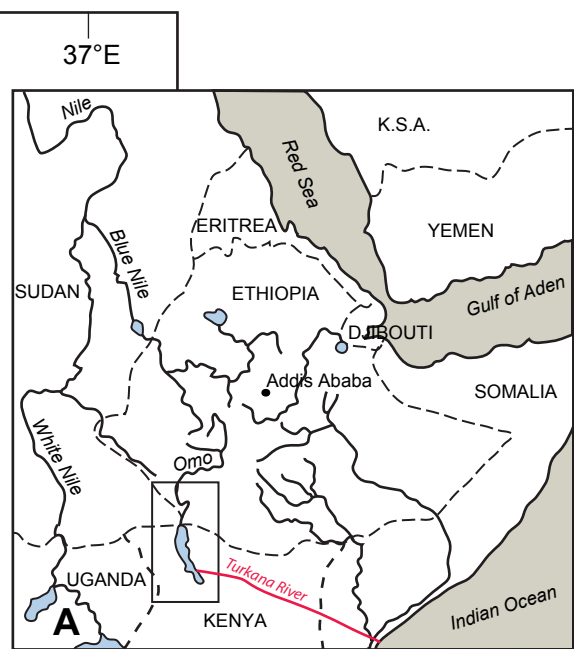 37°E
Nile
K.S.A.
Red Sea
ERITREA
YEMEN
Blue Nile
SUDAN
ETHIOPIA
Gulf of Aden
DJIBOUTI
Addis Ababa
SOMALIA
White Nile
Omo
Turkana River
UGANDA
Indian Ocean
A
KENYA